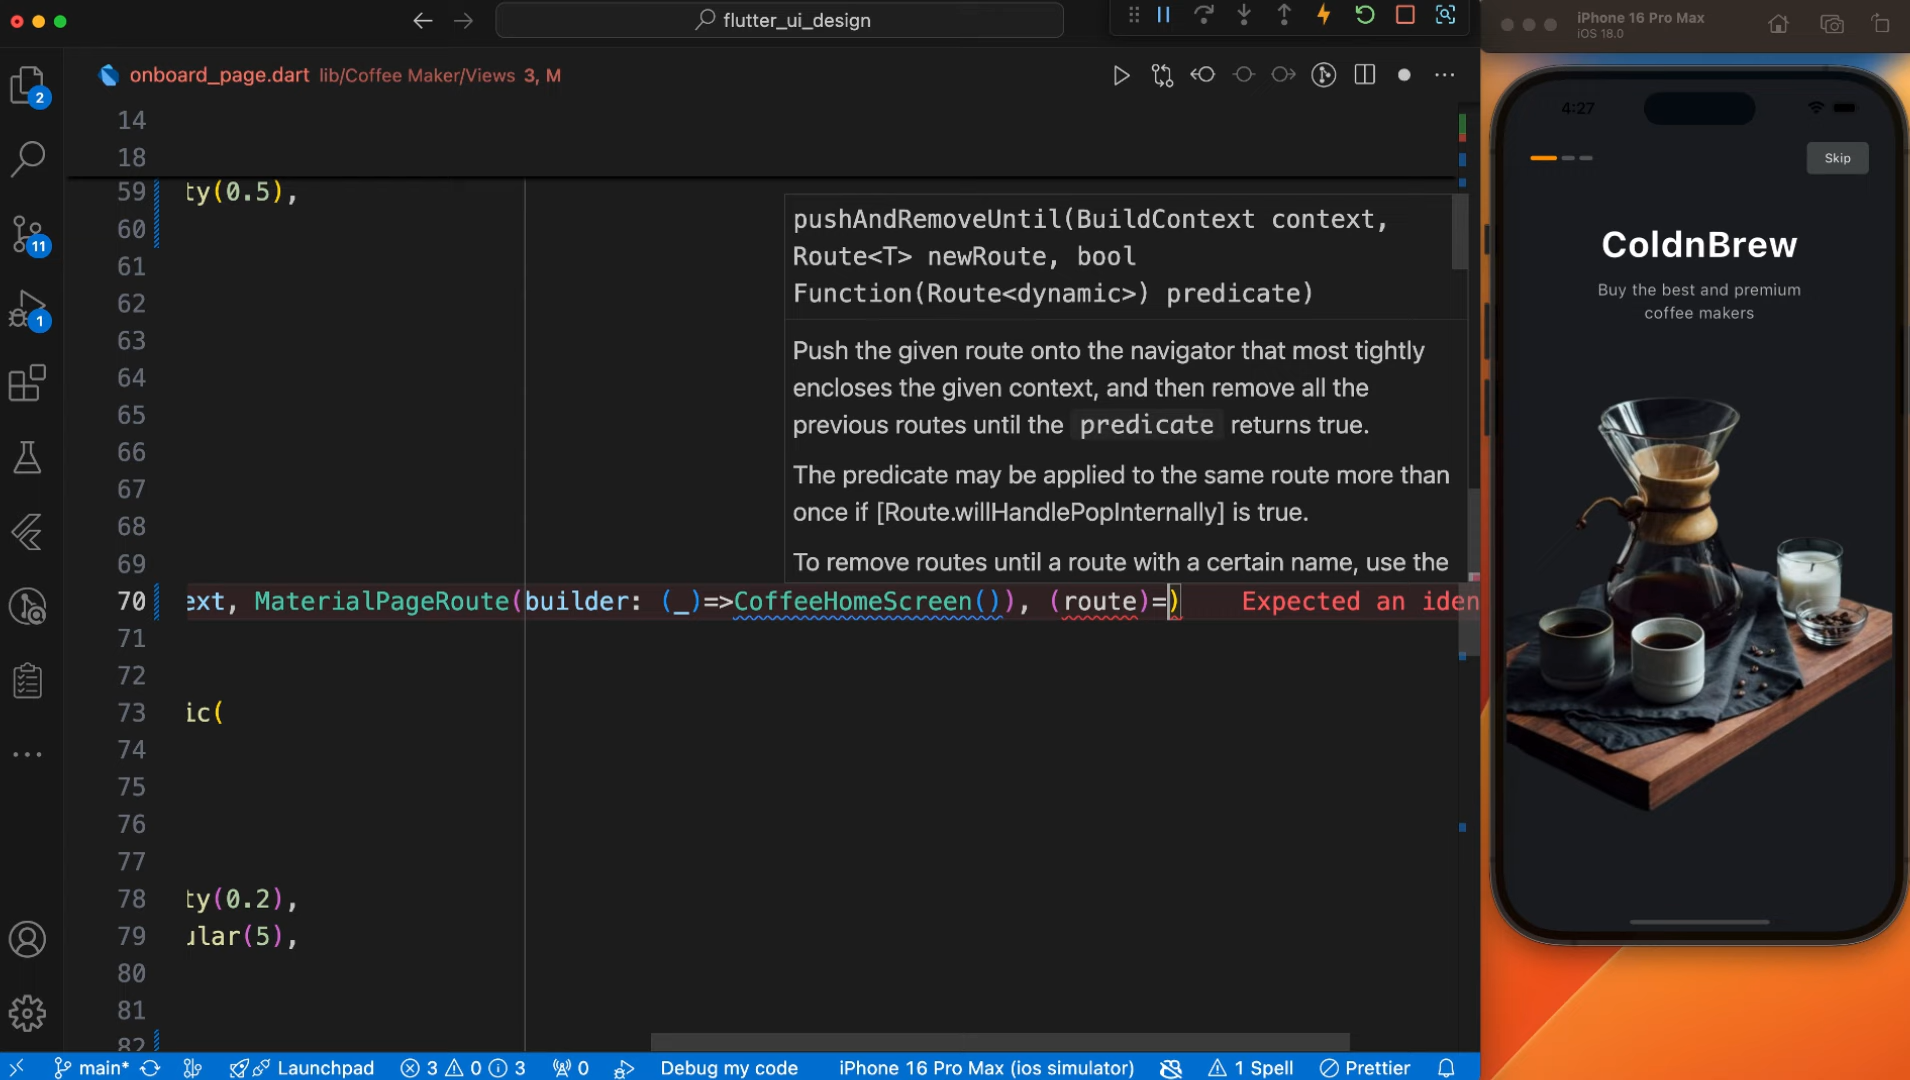 flutter_ui_design
iPhone 16 Pro Max
iOS 18.0
onboard_page.dart lib/Coffee Maker/Views 3, M
2
11
1
14
18
59 ty(0.5),
60
61
62
63
64
65
66
67
68
69
70 ext, MaterialPageRoute(builder: (_)=>CoffeeHomeScreen()), (route)=) Expected an iden
71
72
73 ic(
74
75
76
77
78 ty(0.2),
79 ular(5),
80
81
82
pushAndRemoveUntil(BuildContext context,
Route<T> newRoute, bool
Function(Route<dynamic>) predicate)
Push the given route onto the navigator that most tightly
encloses the given context, and then remove all the
previous routes until the predicate returns true.
The predicate may be applied to the same route more than
once if [Route.willHandlePopInternally] is true.
To remove routes until a route with a certain name, use the
4:27
Skip
ColdnBrew
Buy the best and premium
coffee makers
main* Launchpad 3 0 3 0 Debug my code iPhone 16 Pro Max (ios simulator) 1 Spell Prettier